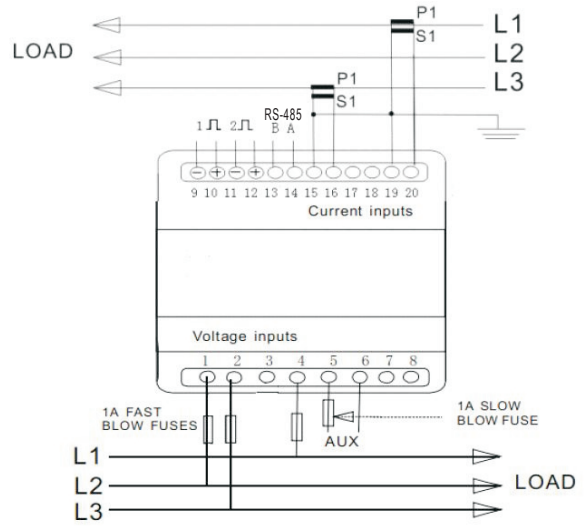 P1 L1
S1
LOAD L2
P1 L3
S1
RS-485
1 2 B A
9 10 11 12 13 14 15 16 17 18 19 20
Current inputs
Voltage inputs
1 2 3 4 5 6 7 8
1A FAST
BLOW FUSES
1A SLOW
BLOW FUSE
AUX
L1
L2 LOAD
L3